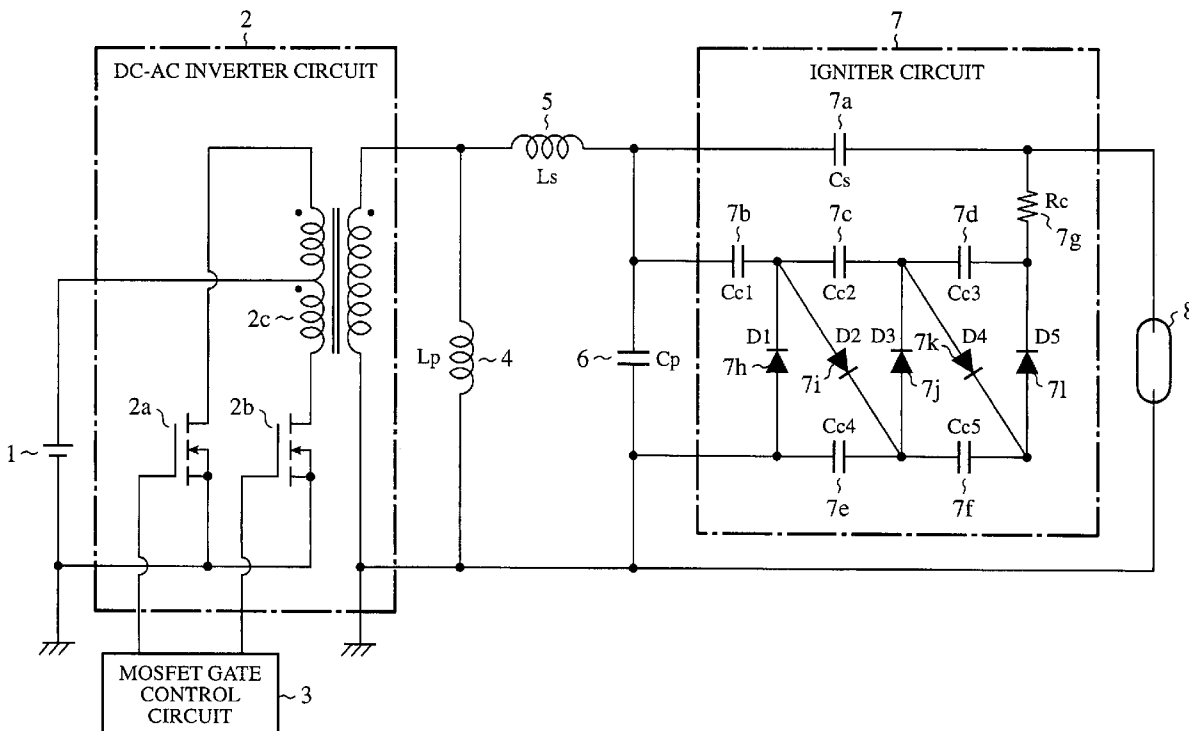 2
7
DC-AC INVERTER CIRCUIT
IGNITER CIRCUIT
5
7a
Ls
Cs
Rc
7g
7b
7c
7d
Cc1
Cc2
Cc3
2c
Lp
4
6
Cp
D1
D2
D3
7k
D4
D5
8
7h
7i
7j
7l
2a
2b
Cc4
Cc5
1
7e
7f
MOSFET GATE
CONTROL
CIRCUIT
3